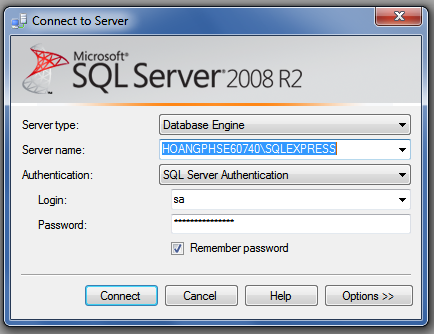 Connect to Server
Microsoft®
SQL Server®2008 R2
Server type: Database Engine
Server name: HOANGPHSE60740\SQLEXPRESS
Authentication: SQL Server Authentication
Login: sa
Password: ***************
Remember password
Connect Cancel Help Options >>